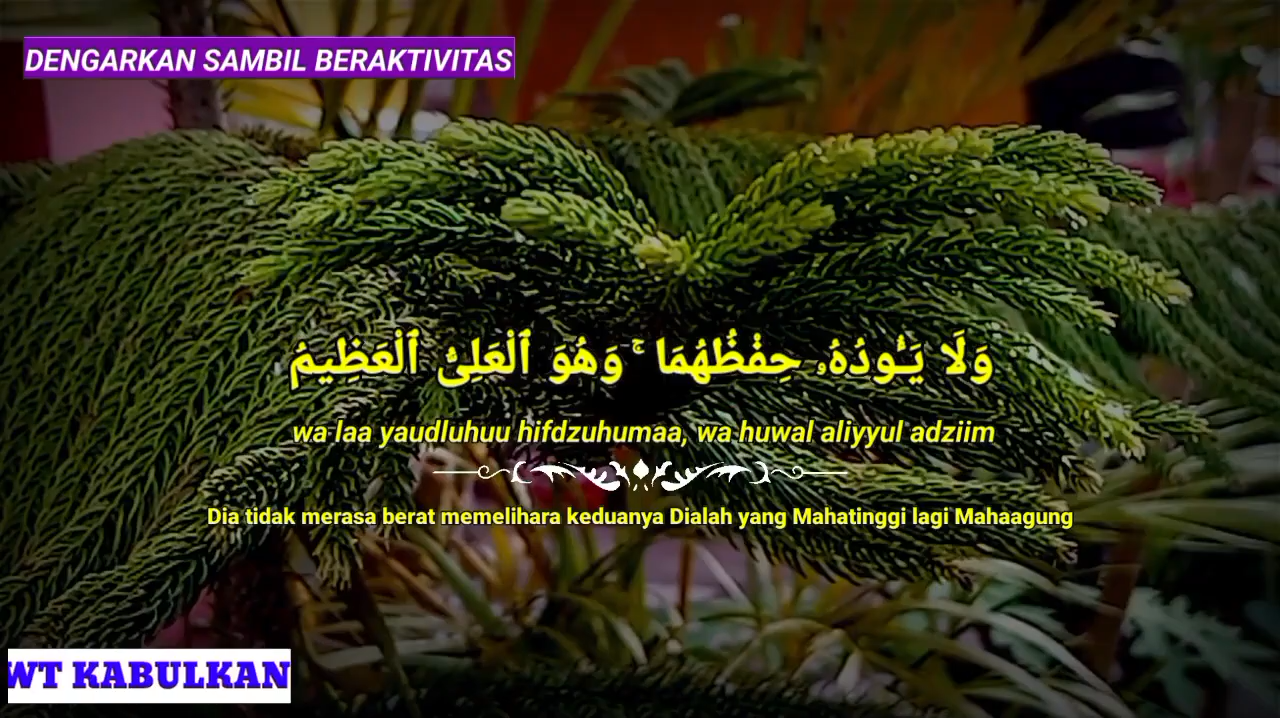 DENGARKAN SAMBIL BERAKTIVITAS
وَلَا يَـُٔودُهُۥ حِفْظُهُمَا ۚ وَهُوَ ٱلْعَلِىُّ ٱلْعَظِيمُ
wa laa yaudluhuu hifdzuhumaa, wa huwal aliyyul adziim
Dia tidak merasa berat memelihara keduanya Dialah yang Mahatinggi lagi Mahaagung
WT KABULKAN